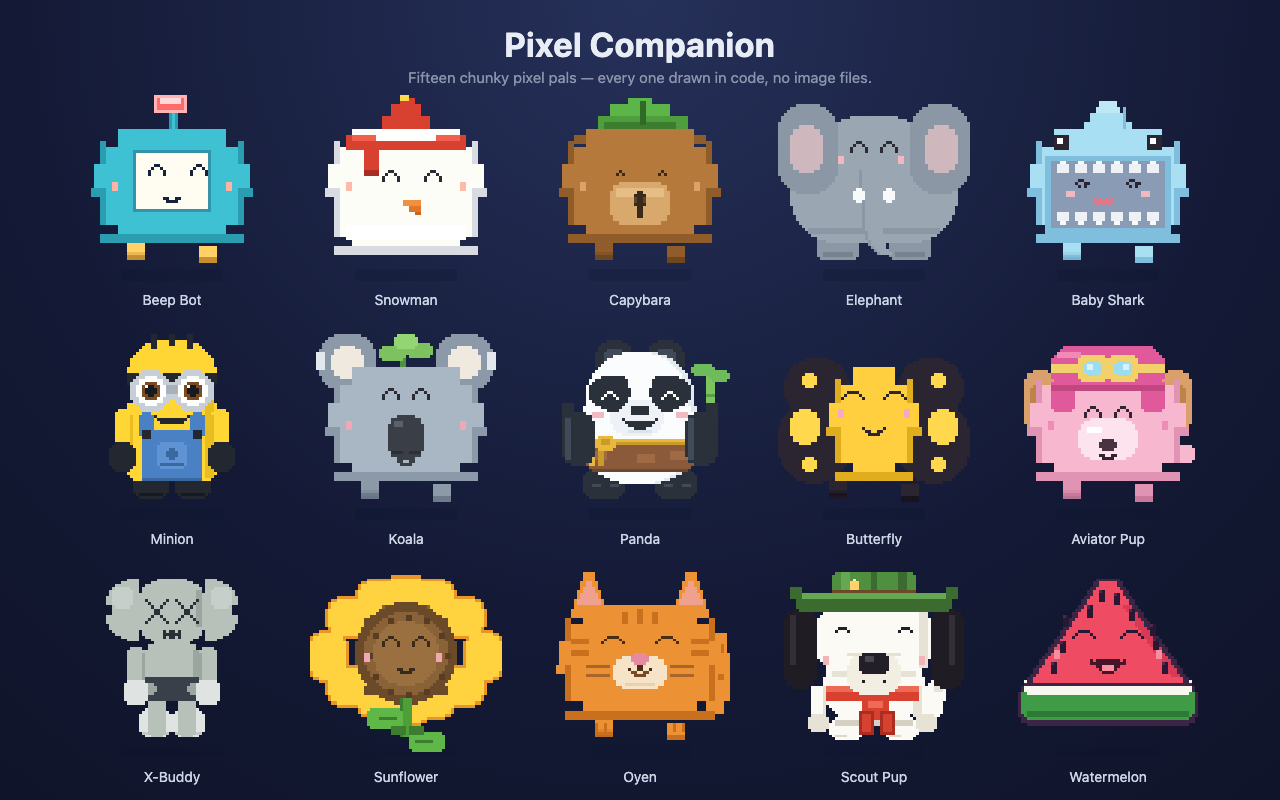 Pixel Companion
Fifteen chunky pixel pals — every one drawn in code, no image files.
Beep Bot
Snowman
Capybara
Elephant
Baby Shark
Minion
Koala
Panda
Butterfly
Aviator Pup
X-Buddy
Sunflower
Oyen
Scout Pup
Watermelon